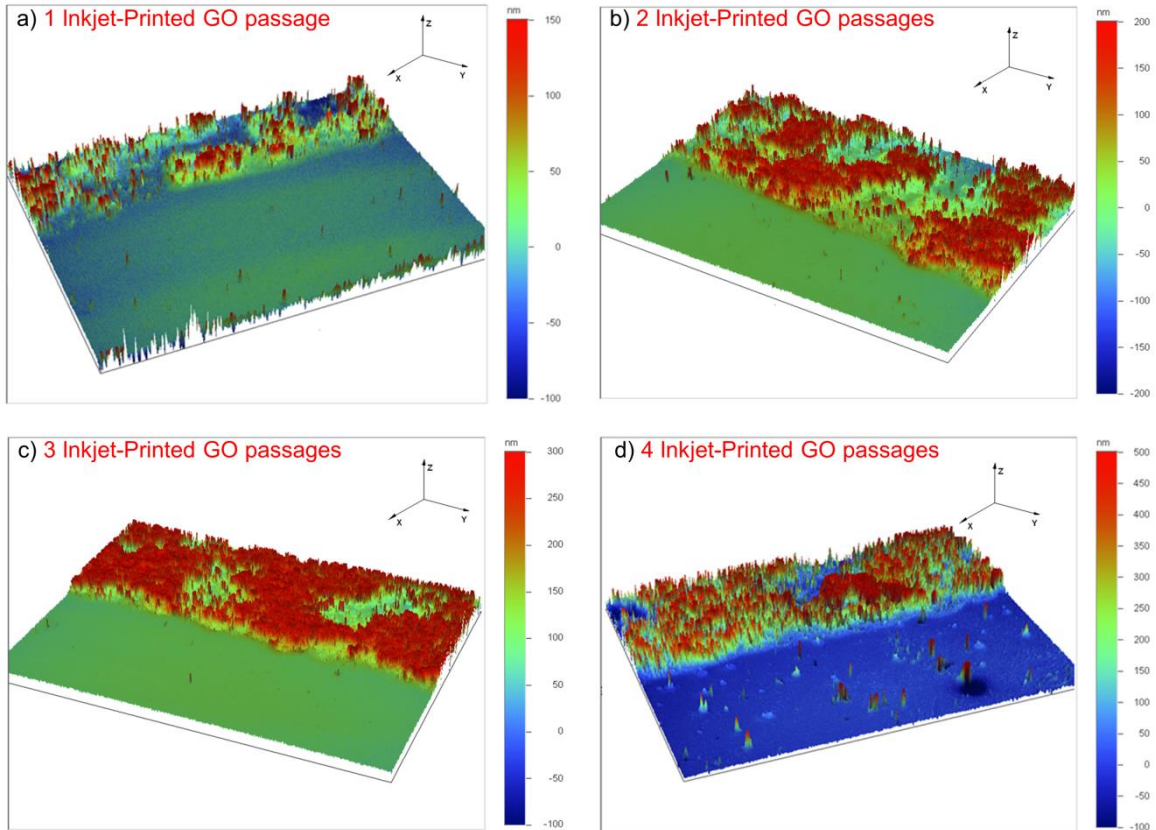 a) 1 Inkjet-Printed GO passage
Z
X
Y
nm
150
100
50
0
-50
-100
b) 2 Inkjet-Printed GO passages
Z
X
Y
nm
200
150
100
50
0
-50
-100
-150
-200
c) 3 Inkjet-Printed GO passages
Z
X
Y
nm
300
250
200
150
100
50
0
-50
-100
d) 4 Inkjet-Printed GO passages
Z
X
Y
nm
500
450
400
350
300
250
200
150
100
50
0
-50
-100